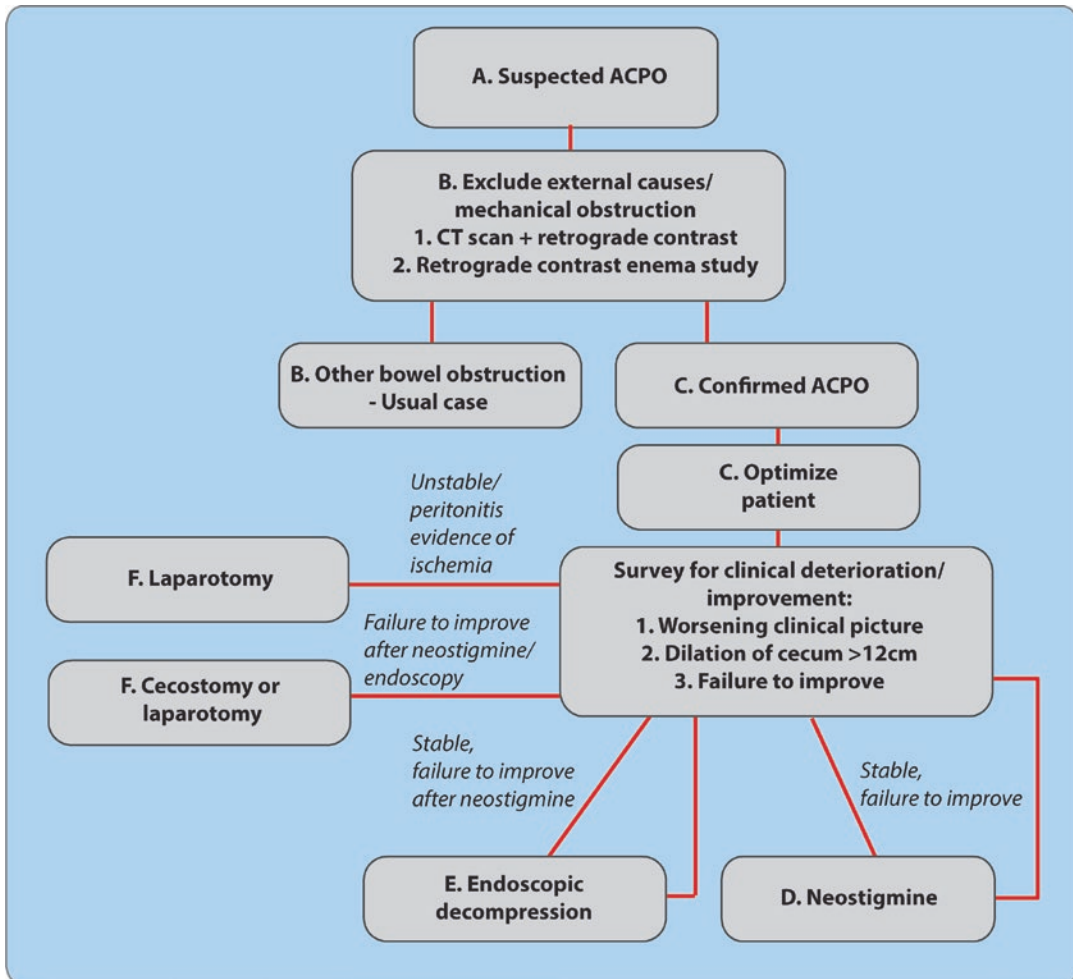 A. Suspected ACPO
B. Exclude external causes/
mechanical obstruction
1. CT scan + retrograde contrast
2. Retrograde contrast enema study
B. Other bowel obstruction
- Usual case
C. Confirmed ACPO
C. Optimize
patient
Unstable/
peritonitis
evidence of
ischemia
F. Laparotomy
Survey for clinical deterioration/
improvement:
1. Worsening clinical picture
2. Dilation of cecum >12cm
3. Failure to improve
Failure to improve
after neostigmine/
endoscopy
F. Cecostomy or
laparotomy
Stable,
failure to improve
after neostigmine
Stable,
failure to improve
E. Endoscopic
decompression
D. Neostigmine